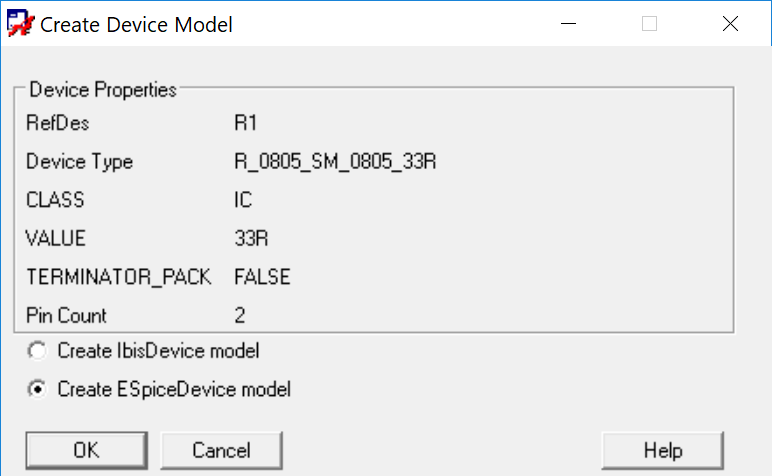 Create Device Model
Device Properties
RefDes R1
Device Type R_0805_SM_0805_33R
CLASS IC
VALUE 33R
TERMINATOR_PACK FALSE
Pin Count 2
Create IbisDevice model
Create ESpiceDevice model
OK Cancel Help